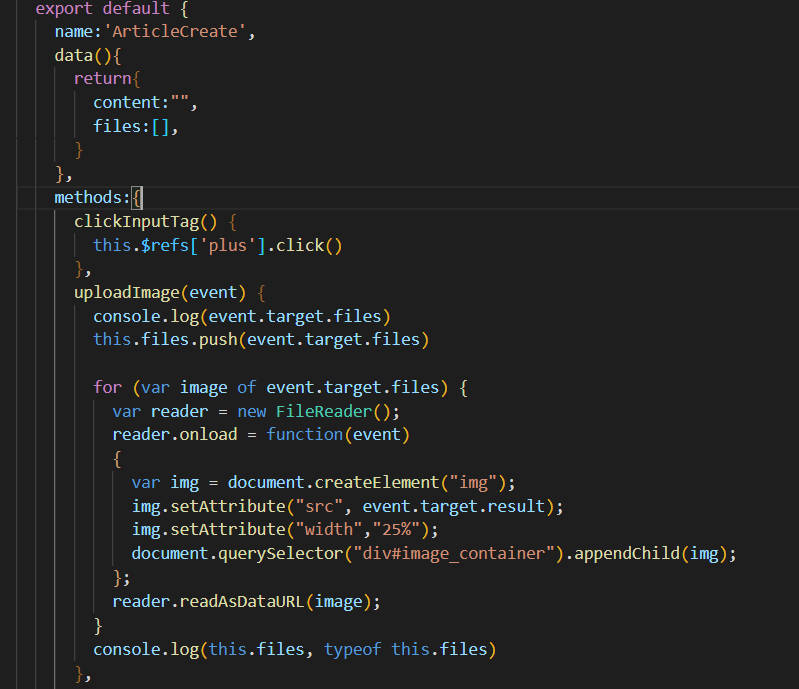 export default {
name:'ArticleCreate',
data(){
return{
content:"",
files:[],
}
},
methods:{
clickInputTag() {
this.$refs['plus'].click()
},
uploadImage(event) {
console.log(event.target.files)
this.files.push(event.target.files)
for (var image of event.target.files) {
var reader = new FileReader();
reader.onload = function(event)
{
var img = document.createElement("img");
img.setAttribute("src", event.target.result);
img.setAttribute("width","25%");
document.querySelector("div#image_container").appendChild(img);
};
reader.readAsDataURL(image);
}
console.log(this.files, typeof this.files)
},